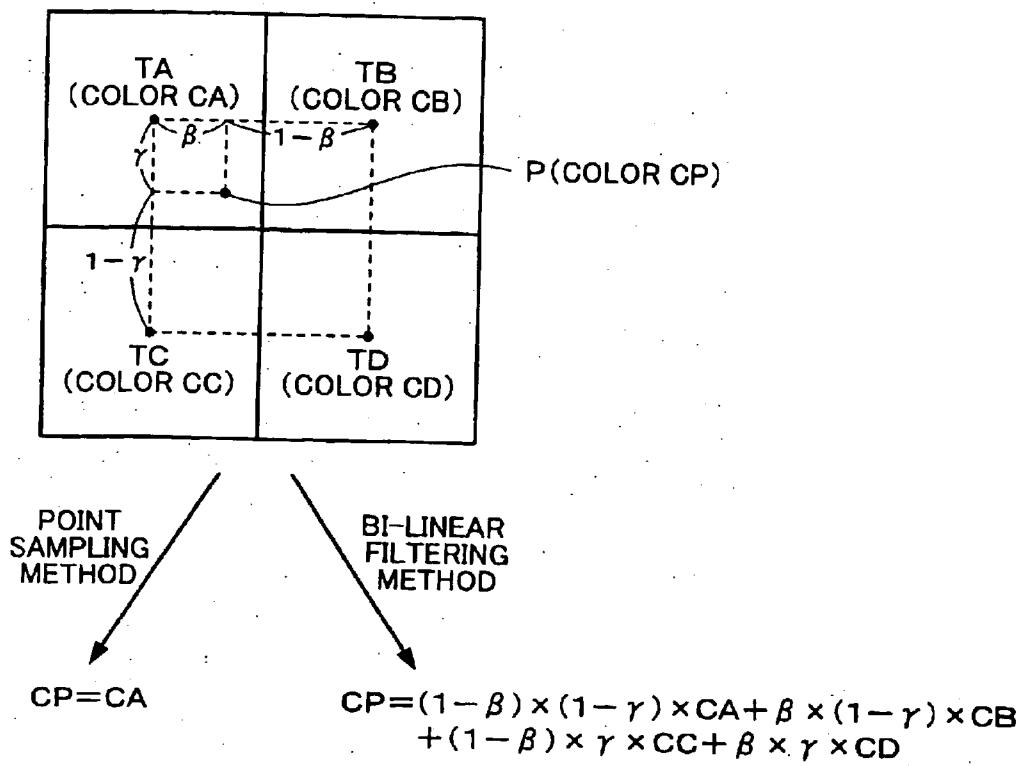 TA
(COLOR CA)
TB
(COLOR CB)
β
1-β
γ
P(COLOR CP)
1-γ
TC
(COLOR CC)
TD
(COLOR CD)
POINT
SAMPLING
METHOD
BI-LINEAR
FILTERING
METHOD
CP=CA
CP=(1-β)×(1-γ)×CA+β×(1-γ)×CB
+(1-β)×γ×CC+β×γ×CD